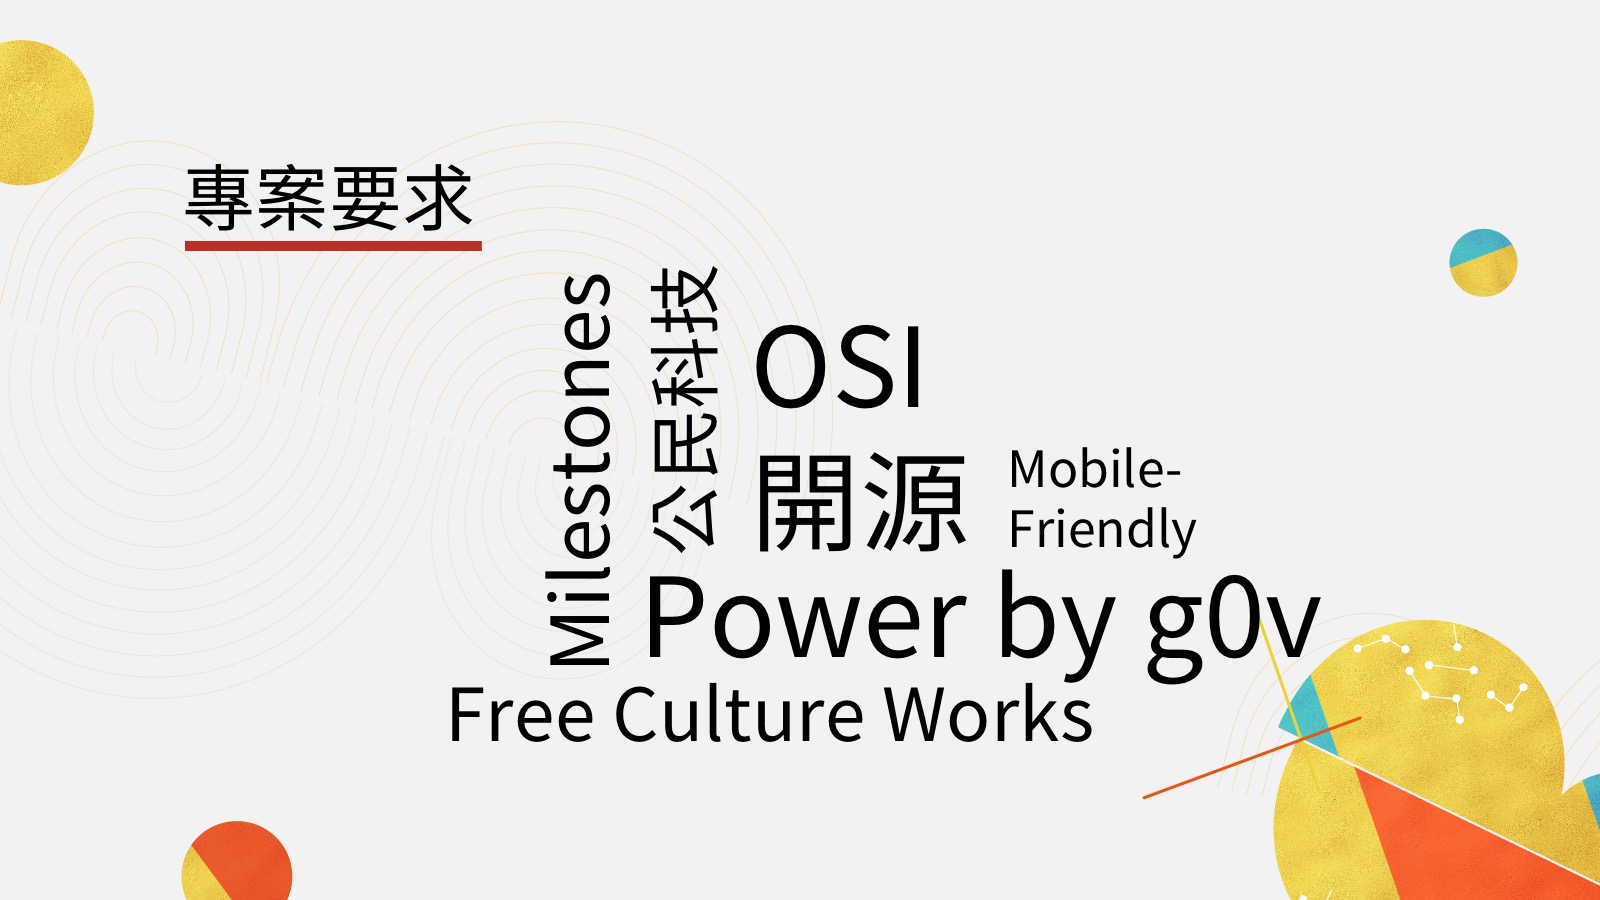 專案要求
Milestones
公民科技
OSI
開源
Mobile-
Friendly
Power by g0v
Free Culture Works